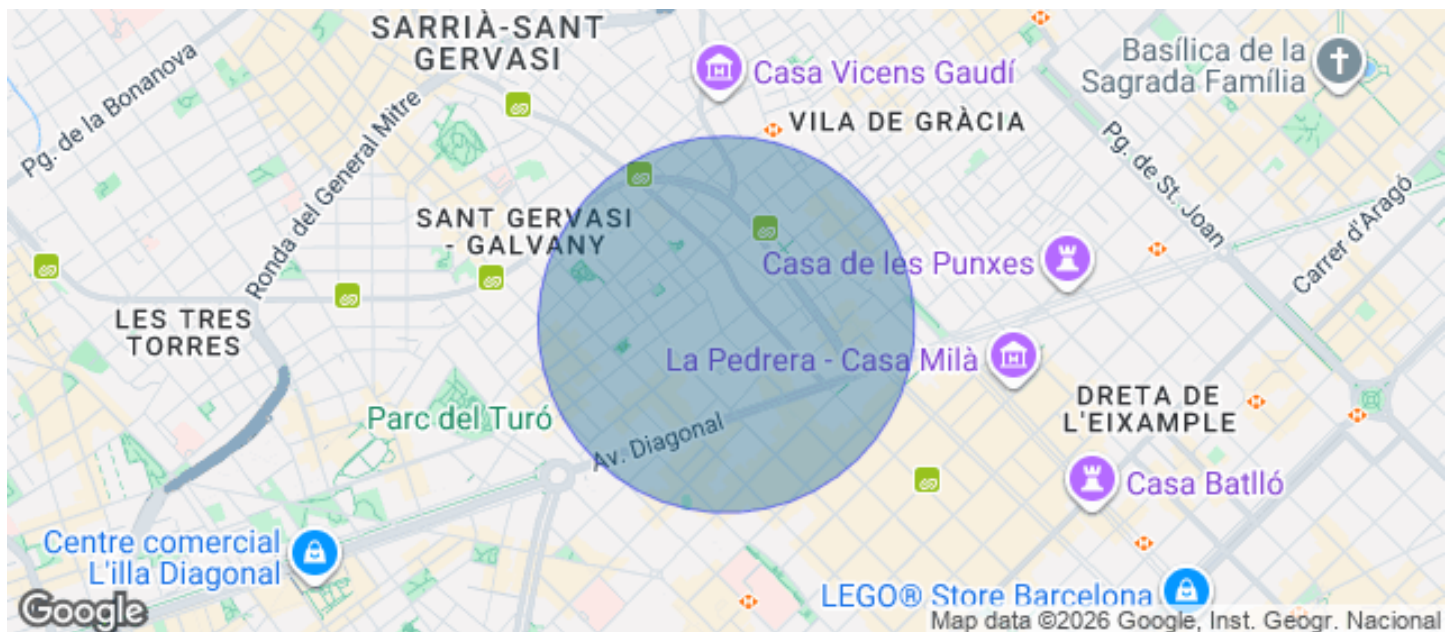 SARRIÀ-SANT
GERVASI
Pg. de la Bonanova
Casa Vicens Gaudí
Basílica de la
Sagrada Família
VILA DE GRÀCIA
Ronda del General Mitre
Pg. de St. Joan
SANT GERVASI
- GALVANY
Carrer d'Aragó
Casa de les Punxes
LES TRES
TORRES
La Pedrera - Casa Milà
Parc del Turó
DRETA DE
L'EIXAMPLE
Av. Diagonal
Casa Batlló
Centre comercial
L'illa Diagonal
LEGO® Store Barcelona
Google
Map data ©2026 Google, Inst. Geogr. Nacional